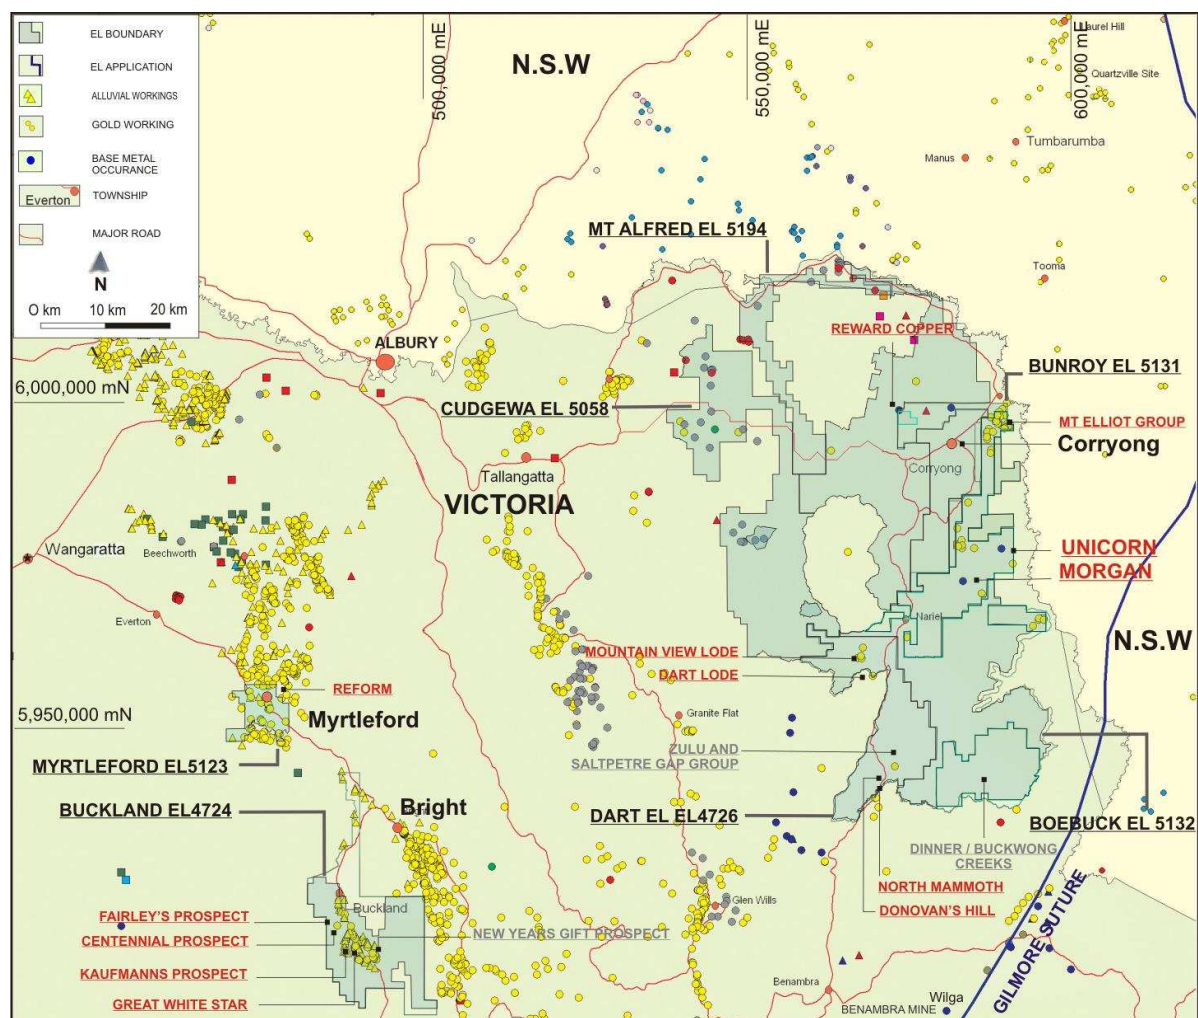 EL BOUNDARY
EL APPLICATION
ALLUVIAL WORKINGS
GOLD WORKING
BASE METAL
OCCURANCE
Everton
TOWNSHIP
MAJOR ROAD
N
O km 10 km 20 km
500,000 mE
550,000 mE
600,000 mE
N.S.W
Laurel Hill
Quartzville Site
Tumbarumba
Manus
MT ALFRED EL 5194
Tooma
REWARD COPPER
ALBURY
BUNROY EL 5131
6,000,000 mN
CUDGEWA EL 5058
MT ELLIOT GROUP
Corryong
Corryong
Tallangatta
VICTORIA
Wangaratta
Beechworth
UNICORN
MORGAN
Everton
Nariel
N.S.W
MOUNTAIN VIEW LODE
DART LODE
REFORM
5,950,000 mN
Myrtleford
Granite Flat
ZULU AND
SALTPETRE GAP GROUP
MYRTLEFORD EL5123
BUCKLAND EL4724
Bright
DART EL EL4726
BOEBUCK EL 5132
DINNER / BUCKWONG
CREEKS
NORTH MAMMOTH
DONOVAN'S HILL
Glen Wills
Buckland
FAIRLEY'S PROSPECT
NEW YEARS GIFT PROSPECT
CENTENNIAL PROSPECT
KAUFMANNS PROSPECT
GREAT WHITE STAR
GILMORE SUTURE
Benambra
Wilga
BENAMBRA MINE